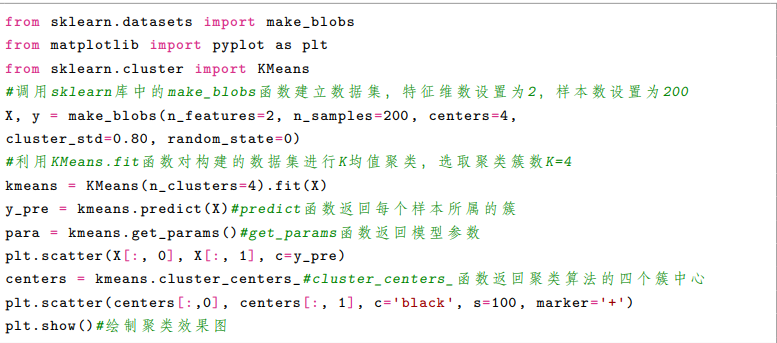 from sklearn.datasets import make_blobs
from matplotlib import pyplot as plt
from sklearn.cluster import KMeans
#调用sklearn库中的make_blobs函数建立数据集，特征维数设置为2，样本数设置为200
X, y = make_blobs(n_features=2, n_samples=200, centers=4,
cluster_std=0.80, random_state=0)
#利用KMeans.fit函数对构建的数据集进行K均值聚类，选取聚类簇数K=4
kmeans = KMeans(n_clusters=4).fit(X)
y_pre = kmeans.predict(X)#predict函数返回每个样本所属的簇
para = kmeans.get_params()#get_params函数返回模型参数
plt.scatter(X[:, 0], X[:, 1], c=y_pre)
centers = kmeans.cluster_centers_#cluster_centers_函数返回聚类算法的四个簇中心
plt.scatter(centers[:,0], centers[:, 1], c='black', s=100, marker='+')
plt.show()#绘制聚类效果图